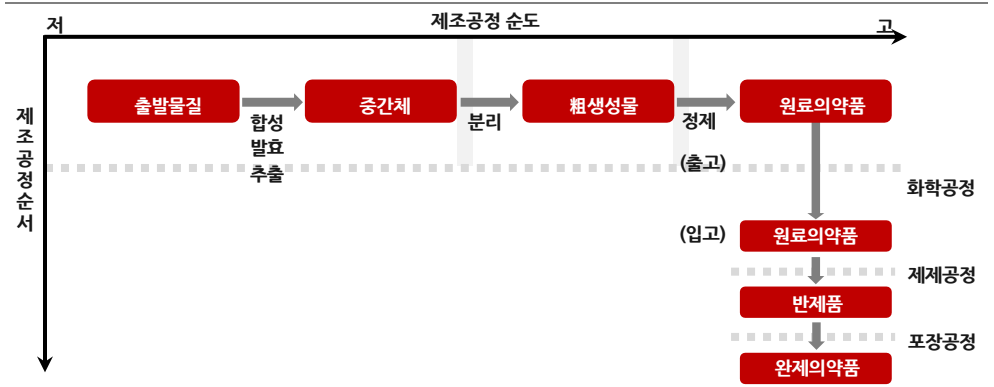 제조공정 순도
저
고
제조공정순서
출발물질
합성
발효
추출
중간체
분리
粗생성물
정제
원료의약품
(출고)
화학공정
(입고)
원료의약품
제제공정
반제품
포장공정
완제의약품